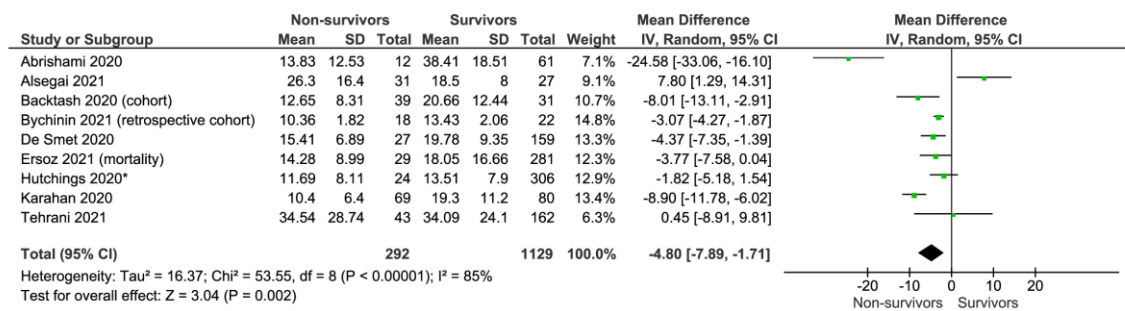 Non-survivors Survivors Mean Difference Mean Difference
Study or Subgroup Mean SD Total Mean SD Total Weight IV, Random, 95% CI IV, Random, 95% CI
Abrishami 2020 13.83 12.53 12 38.41 18.51 61 7.1% -24.58 [-33.06, -16.10]
Alsegai 2021 26.3 16.4 31 18.5 8 27 9.1% 7.80 [1.29, 14.31]
Backtash 2020 (cohort) 12.65 8.31 39 20.66 12.44 31 10.7% -8.01 [-13.11, -2.91]
Bychinin 2021 (retrospective cohort) 10.36 1.82 18 13.43 2.06 22 14.8% -3.07 [-4.27, -1.87]
De Smet 2020 15.41 6.89 27 19.78 9.35 159 13.4% -4.37 [-7.35, -1.39]
Ersoz 2021 (mortality) 14.28 8.99 29 18.05 16.66 281 12.3% -3.77 [-7.58, 0.04]
Hutchings 2020* 11.69 8.11 24 13.51 7.9 306 12.9% -1.82 [-5.18, 1.54]
Karahan 2020 10.4 6.4 69 19.3 11.2 80 13.4% -8.90 [-11.78, -6.02]
Tehrani 2021 34.54 28.74 43 34.09 24.1 162 6.3% 0.45 [-8.91, 9.81]
Total (95% CI) 292 1129 100.0% -4.80 [-7.89, -1.71]
Heterogeneity: Tau² = 16.37; Chi² = 53.55, df = 8 (P < 0.00001); I² = 85%
Test for overall effect: Z = 3.04 (P = 0.002)
-20 -10 0 10 20
Non-survivors Survivors